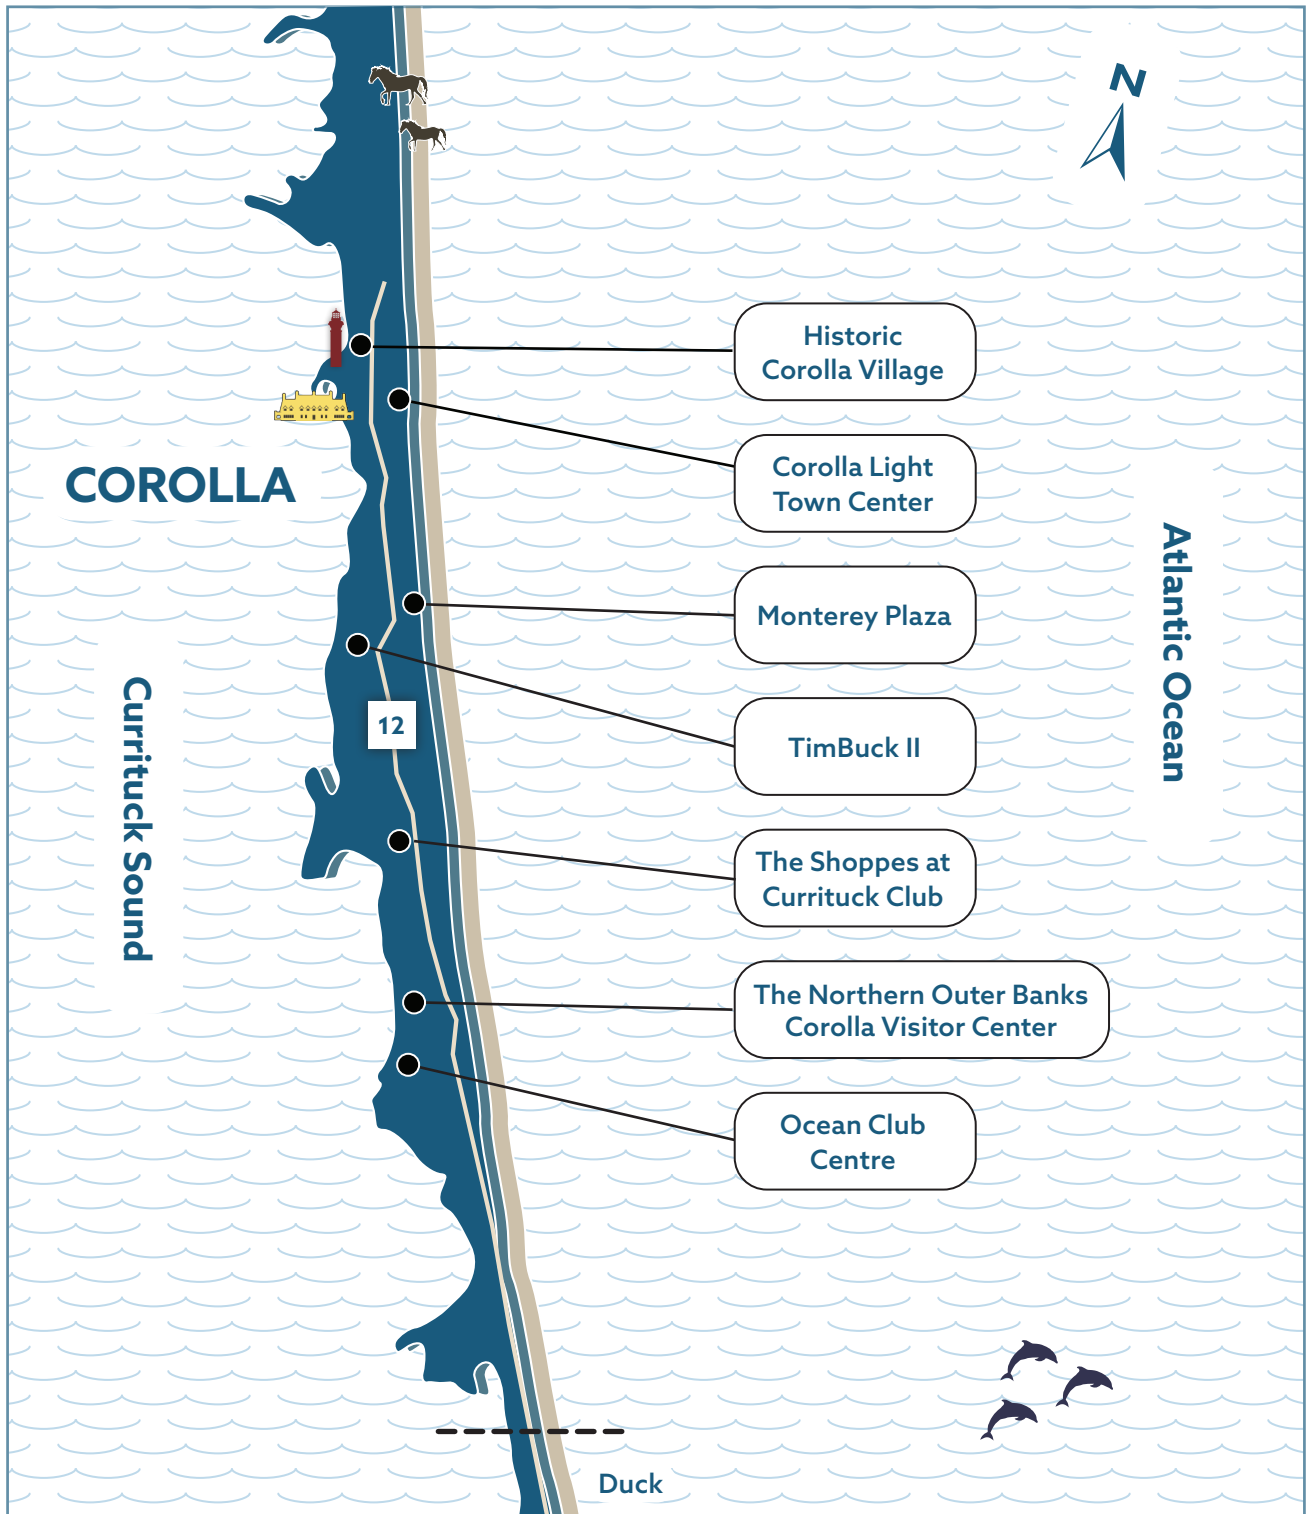 N
Historic
Corolla Village
Corolla Light
Town Center
COROLLA
Atlantic Ocean
Monterey Plaza
Currituck Sound
12
TimBuck II
The Shoppes at
Currituck Club
The Northern Outer Banks
Corolla Visitor Center
Ocean Club
Centre
Duck